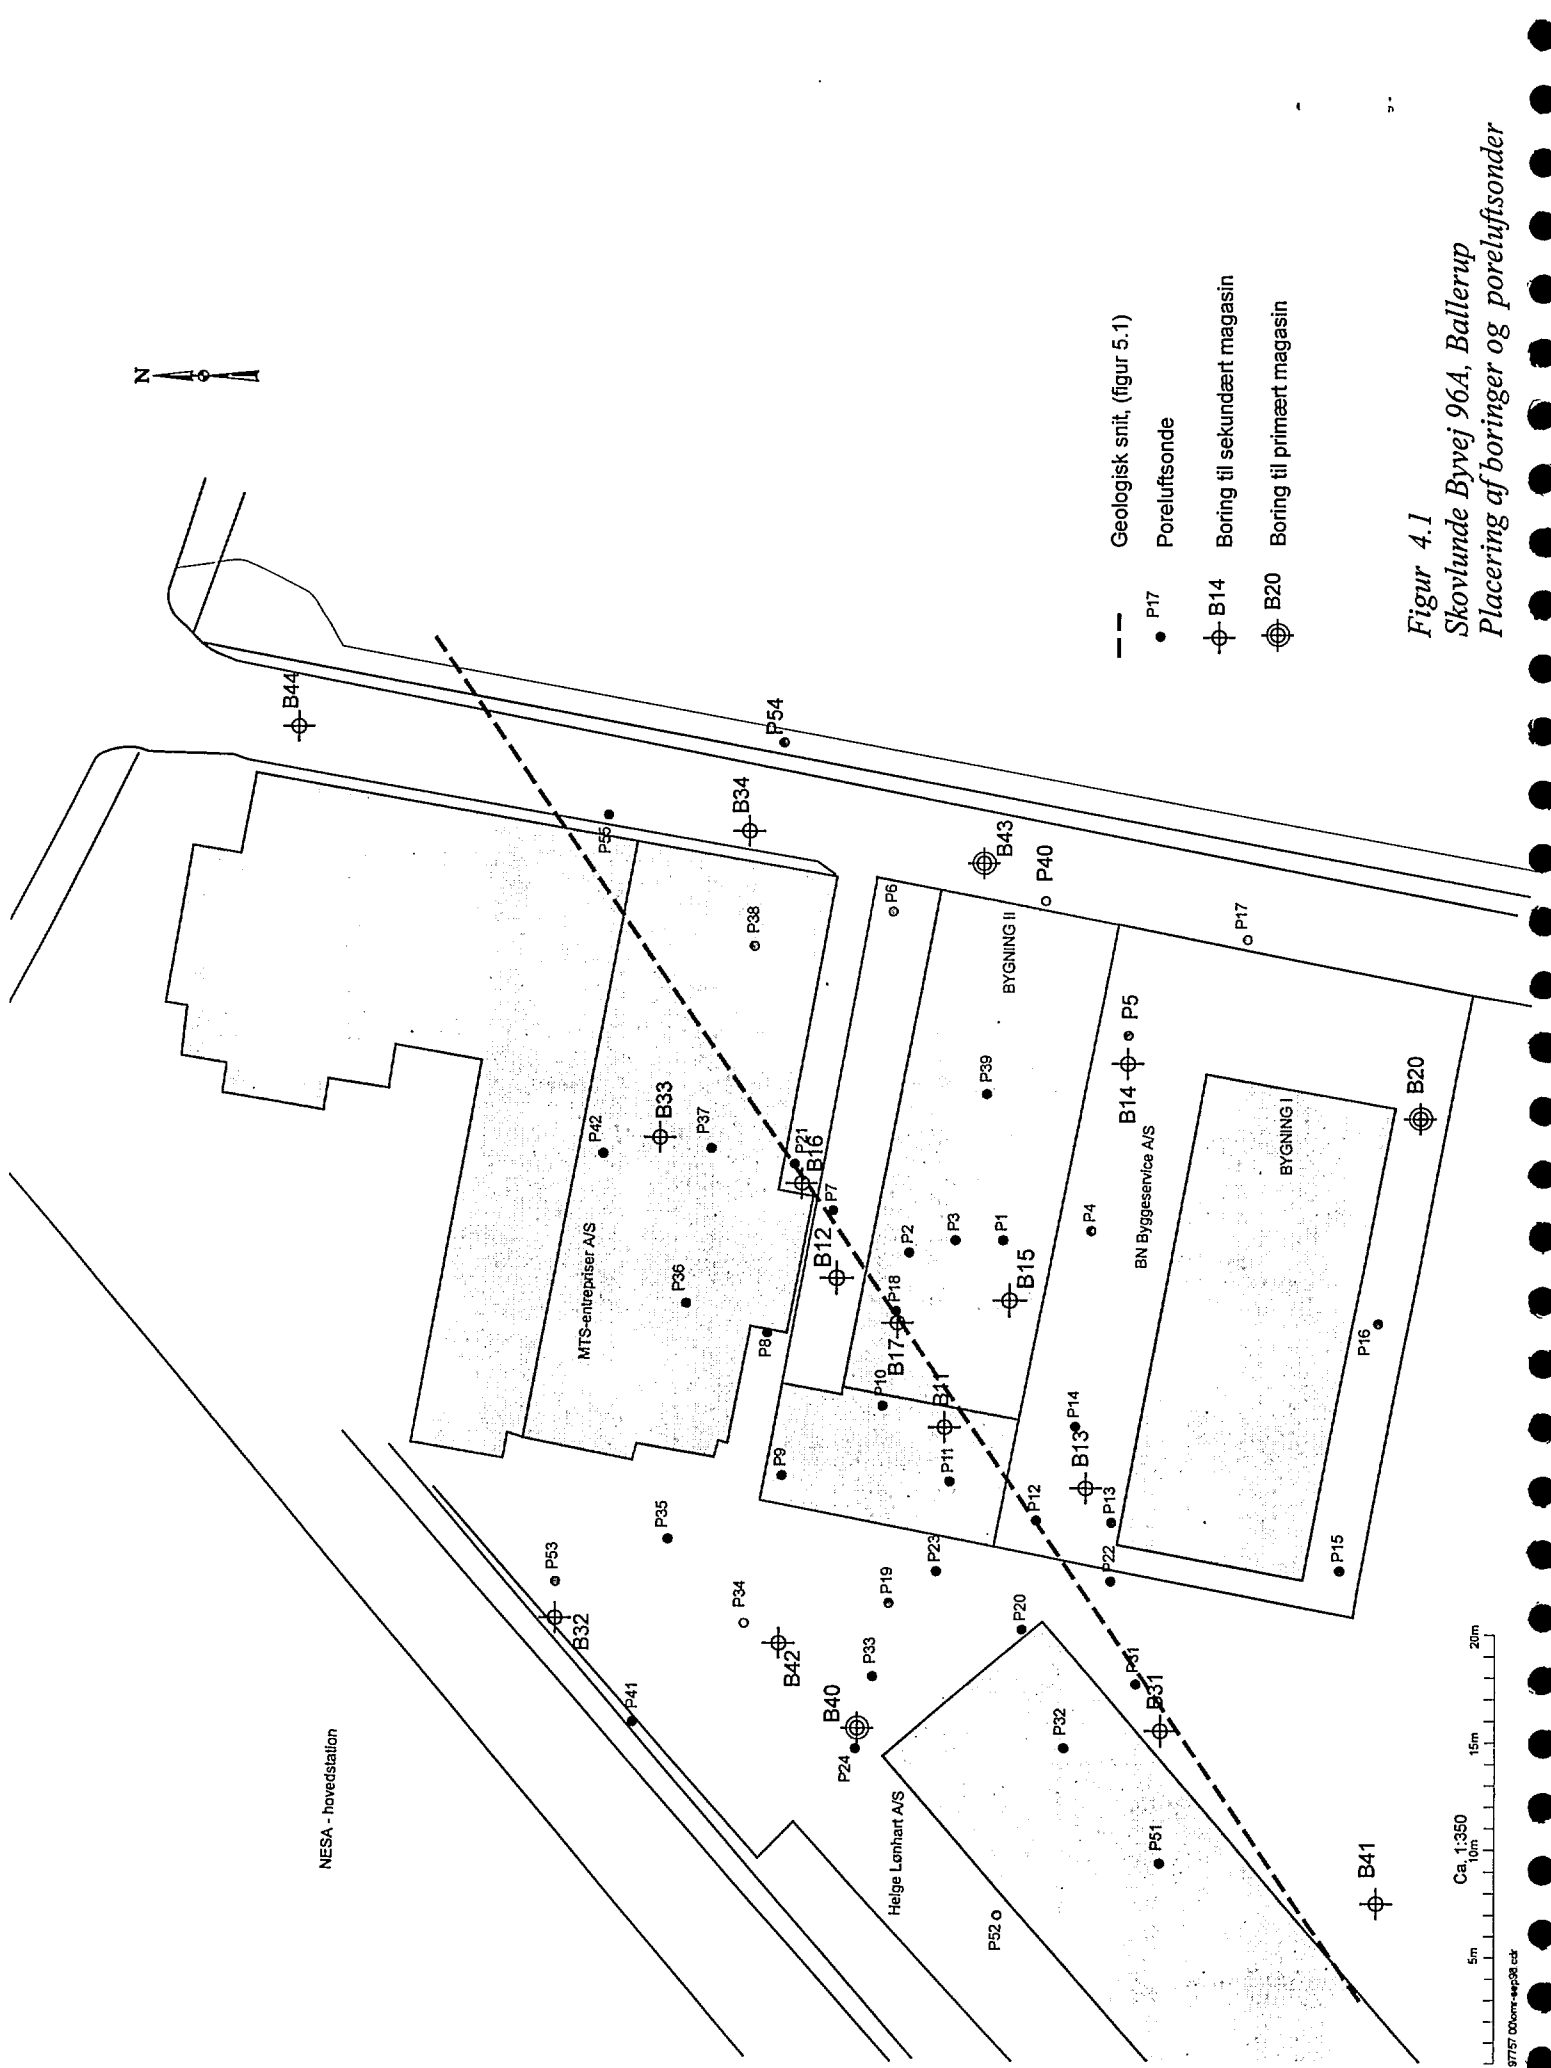 N
NESA - hovedstation
B44
P54
P55
B34
B43
P40
P6
P38
P17
BYGNING II
P5
B14
P39
P42
B33
P37
P21
B16
P7
B12
MTS-entrepriser A/S
P36
P8
P2
P3
P1
P18
B17
B15
P4
BN Byggeservice A/S
BYGNING I
B20
P16
P10
B11
P11
P9
P14
B13
P12
P13
P22
P15
P35
P53
B32
P34
B42
P41
P23
P19
P33
B40
P24
P20
P31
B31
P32
P51
P52
Helge Lønhart A/S
B41
Geologisk snit, (figur 5.1)
P17 Poreluftsonde
B14 Boring til sekundært magasin
B20 Boring til primært magasin
Ca. 1:350
5m 10m 15m 20m
Figur 4.1
Skovlunde Byvej 96A, Ballerup
Placering af boringer og poreluftsonder